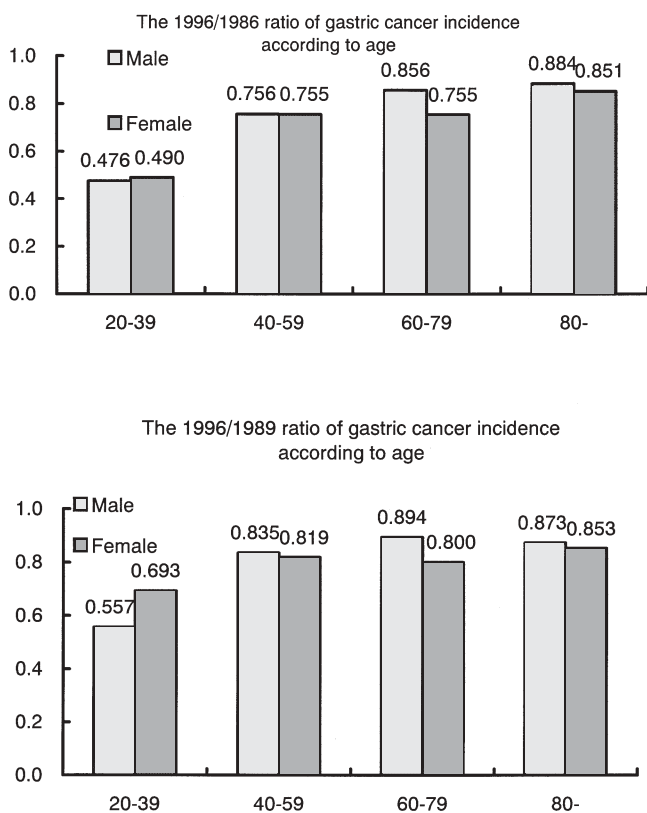 The 1996/1986 ratio of gastric cancer incidence
according to age
1.0
Male
0.884
0.851
0.856
0.8
0.756 0.755
0.755
Female
0.6
0.476 0.490
0.4
0.2
0.0
20-39 40-59 60-79 80-
The 1996/1989 ratio of gastric cancer incidence
according to age
1.0
Male
0.894
0.873
0.853
0.835
0.819
Female
0.800
0.8
0.693
0.557
0.6
0.4
0.2
0.0
20-39 40-59 60-79 80-